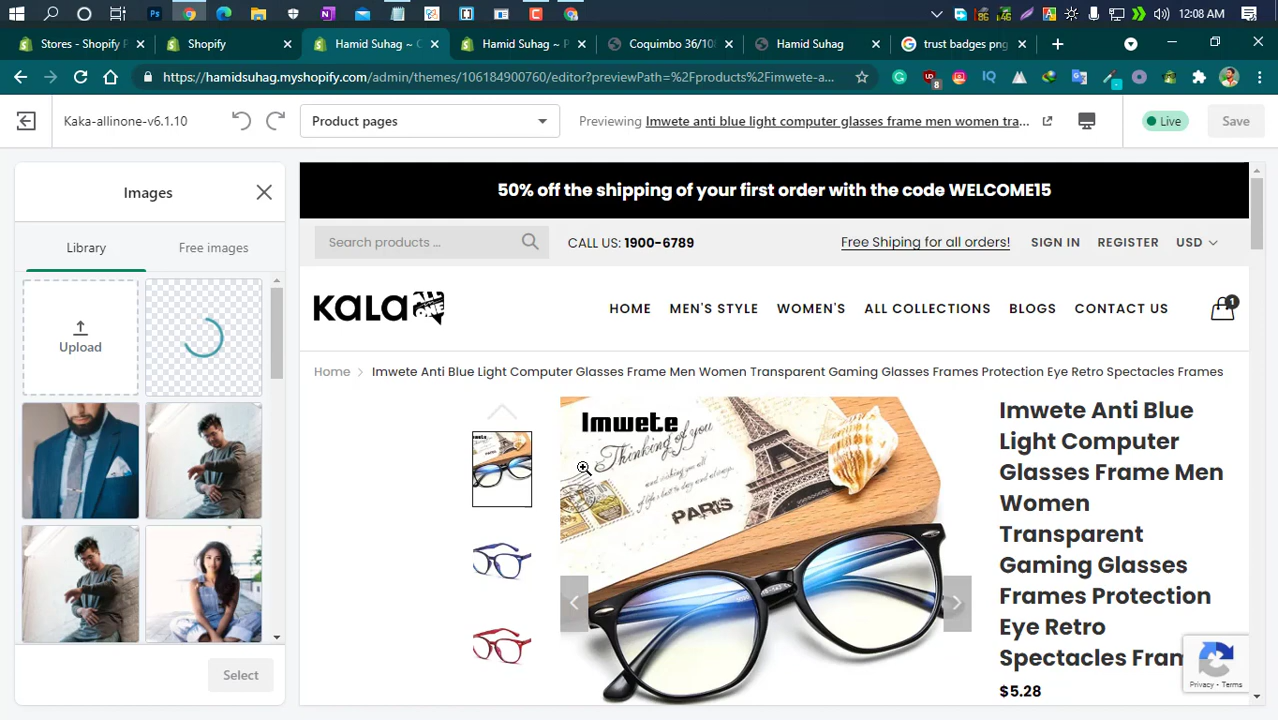 12:08 AM
Stores - Shopify P
Shopify
Hamid Suhag ~ C
Hamid Suhag ~ P
Coquimbo 36/108
Hamid Suhag
trust badges png
https://hamidsuhag.myshopify.com/admin/themes/106184900760/editor?previewPath=%2Fproducts%2Fimwete-a...
Kaka-allinone-v6.1.10
Product pages
Previewing Imwete anti blue light computer glasses frame men women tra...
Live
Save
Images
Library
Free images
Upload
Select
50% off the shipping of your first order with the code WELCOME15
Search products ...
CALL US: 1900-6789
Free Shiping for all orders!
SIGN IN
REGISTER
USD
KALA ALL IN ONE
HOME
MEN'S STYLE
WOMEN'S
ALL COLLECTIONS
BLOGS
CONTACT US
1
Home
Imwete Anti Blue Light Computer Glasses Frame Men Women Transparent Gaming Glasses Frames Protection Eye Retro Spectacles Frames
Imwete
Thinking of you
PARIS
Imwete Anti Blue
Light Computer
Glasses Frame Men
Women
Transparent
Gaming Glasses
Frames Protection
Eye Retro
Spectacles Fram
$5.28
Privacy - Terms